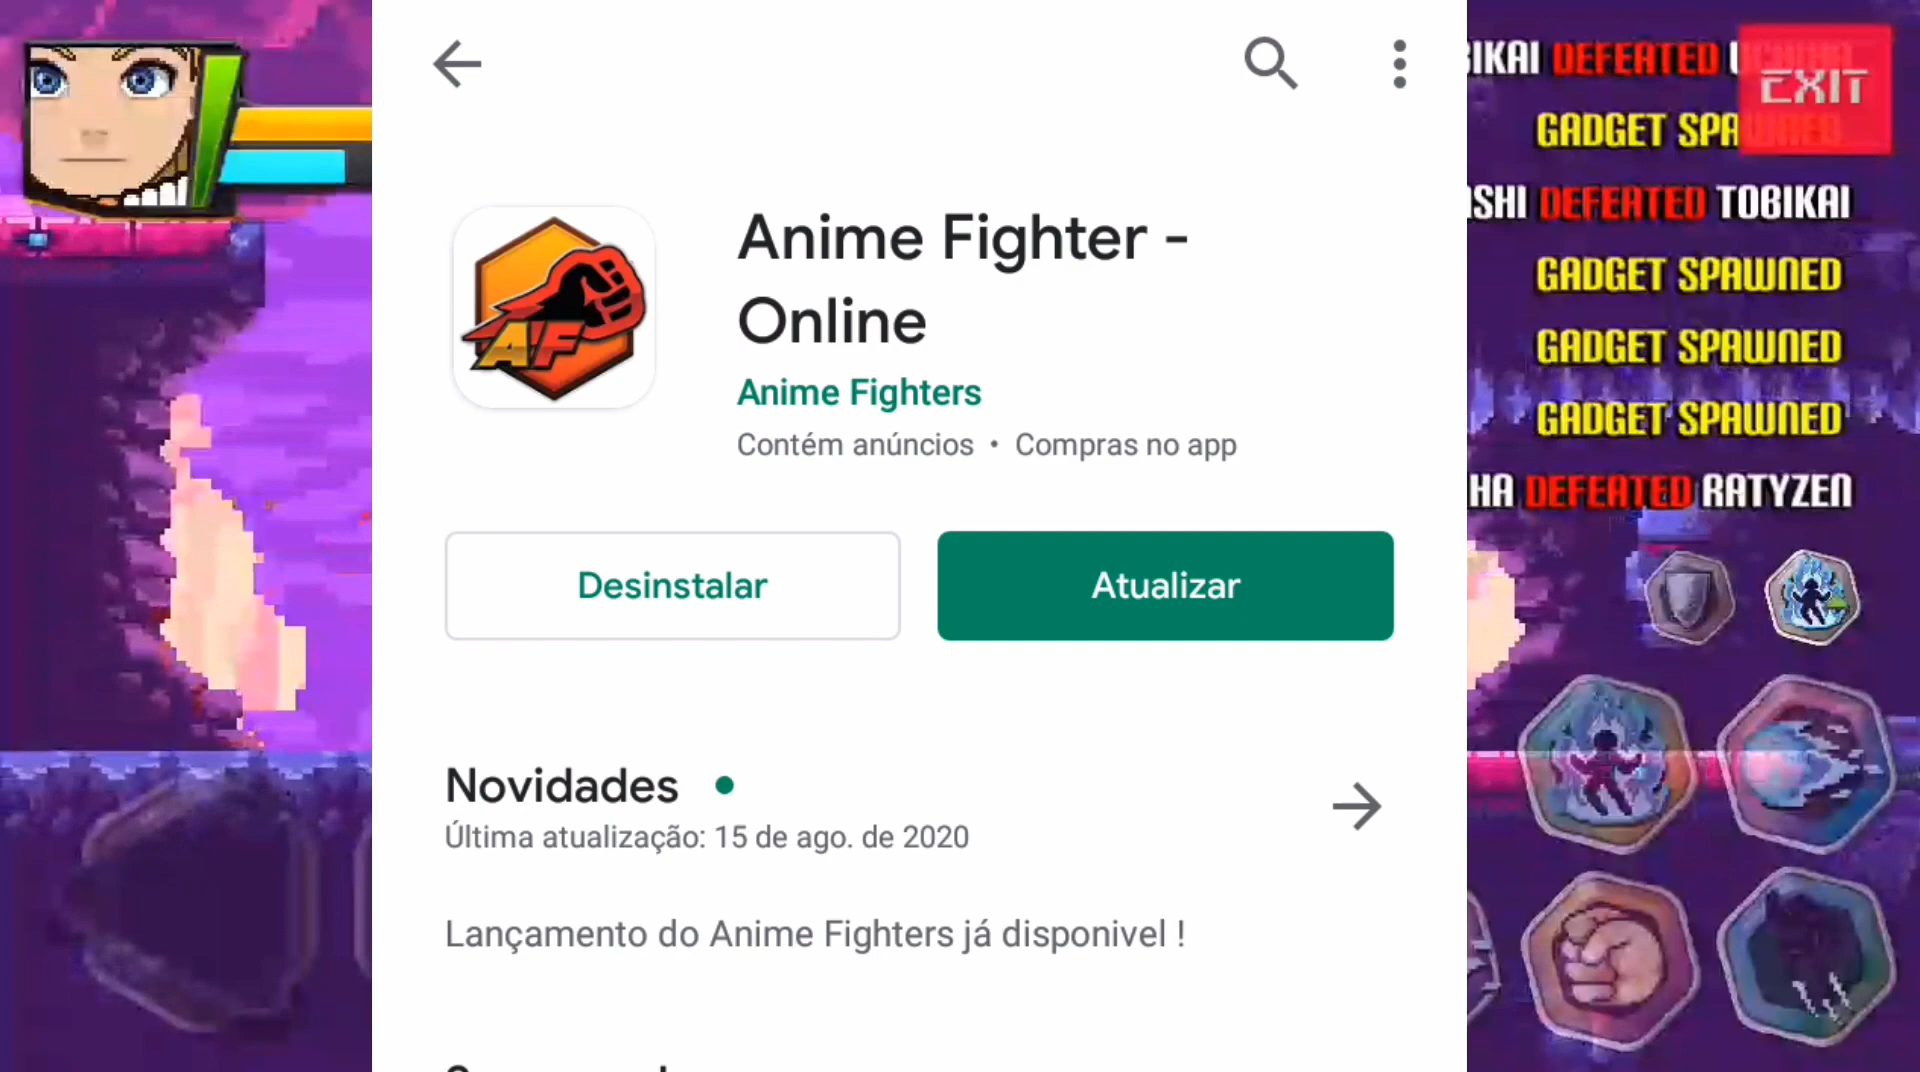 Anime Fighter -
Online
Anime Fighters
Contém anúncios • Compras no app
AF
Desinstalar
Atualizar
Novidades
Última atualização: 15 de ago. de 2020
Lançamento do Anime Fighters já disponivel !
DEFEATED
EXIT
GADGET SPAWNED
DEFEATED TOBIKAI
GADGET SPAWNED
GADGET SPAWNED
GADGET SPAWNED
DEFEATED RATYZEN